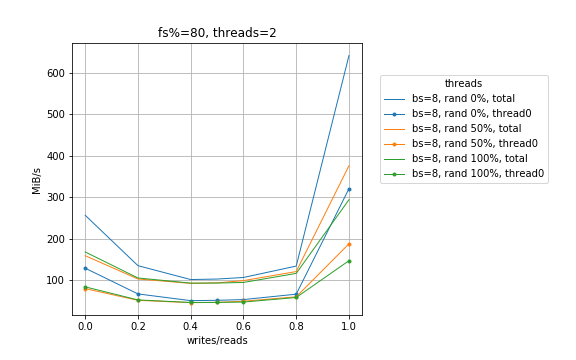 fs%=80, threads=2
600
500
400
300
200
100
MiB/s
0.0 0.2 0.4 0.6 0.8 1.0
writes/reads
threads
bs=8, rand 0%, total
bs=8, rand 0%, thread0
bs=8, rand 50%, total
bs=8, rand 50%, thread0
bs=8, rand 100%, total
bs=8, rand 100%, thread0